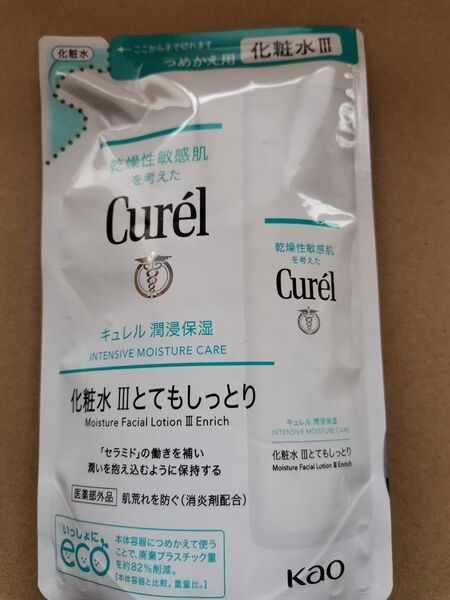 化粧水
←ここから手で切れます
つめかえ用
化粧水 III
乾燥性敏感肌
を考えた
Curél
キュレル 潤浸保湿
INTENSIVE MOISTURE CARE
化粧水 III とてもしっとり
Moisture Facial Lotion III Enrich
「セラミド」の働きを補い
潤いを抱え込むように保持する
医薬部外品 肌荒れを防ぐ(消炎剤配合)
いっしょに
eco
本体容器につめかえて使う
ことで、廃棄プラスチック量
を約82%削減。
【本体容器と比較。重量比。】
乾燥性敏感肌
を考えた
Curél
キュレル 潤浸保湿
INTENSIVE MOISTURE CARE
化粧水 III とてもしっとり
Moisture Facial Lotion III Enrich
Kao